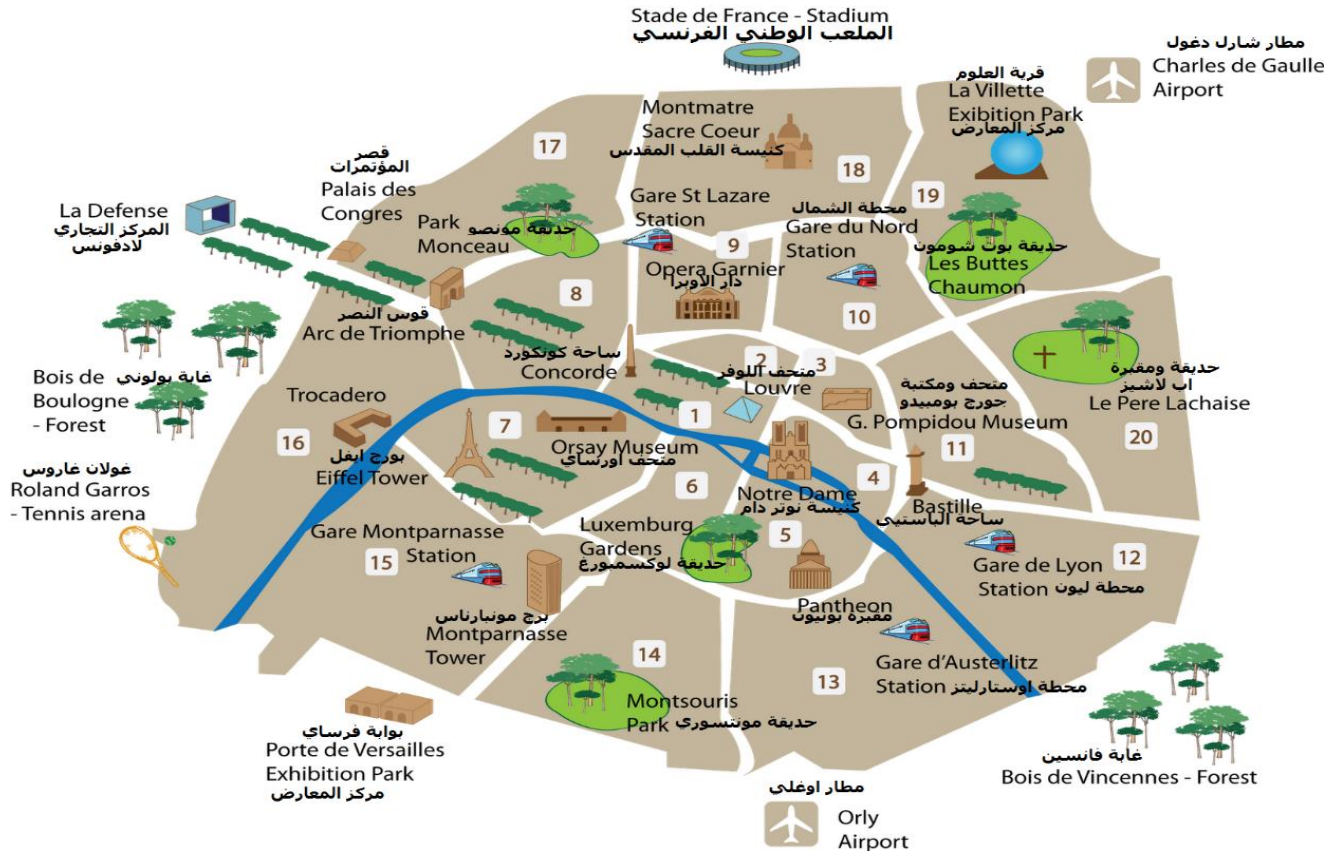 Stade de France - Stadium
الملعب الوطني الفرنسي
مطار شارل دغول
Charles de Gaulle
Airport
قرية العلوم
La Villette
Exibition Park
مركز المعارض
Montmatre
Sacre Coeur
كنيسة القلب المقدس
17
18
19
قصر
المؤتمرات
Palais des
Congres
La Defense
المركز التجاري
لادفونس
Park
Monceau
حديقة مونصو
Gare St Lazare
Station
محطة الشمال
Gare du Nord
Station
9
Opera Garnier
دار الأوبرا
حديقة بوت شومون
Les Buttes
Chaumon
8
10
قوس النصر
Arc de Triomphe
ساحة كونكورد
Concorde
2
3
متحف اللوفر
Louvre
متحف ومكتبة
جورج بومبيدو
G. Pompidou Museum
حديقة ومقبرة
اب لاشيز
Le Pere Lachaise
غابة بولوني
Bois de
Boulogne
- Forest
Trocadero
16
7
1
Orsay Museum
متحف اورساي
برج ايفل
Eiffel Tower
11
20
غولان غاروس
Roland Garros
- Tennis arena
6
4
Notre Dame
كنيسة نوتر دام
Bastille
ساحة الباستيي
Gare Montparnasse
Station
15
Luxemburg
Gardens
حديقة لوكسمبورغ
5
Gare de Lyon
Station محطة ليون
12
Pantheon
مقبرة بونيون
برج مونبارناس
Montparnasse
Tower
14
13
Gare d’Austerlitz
Station محطة اوستارليتز
Montsouris
Park حديقة مونتسوري
بوابة فرساي
Porte de Versailles
Exhibition Park
مركز المعارض
غابة فانسين
Bois de Vincennes - Forest
مطار اوغلي
Orly
Airport